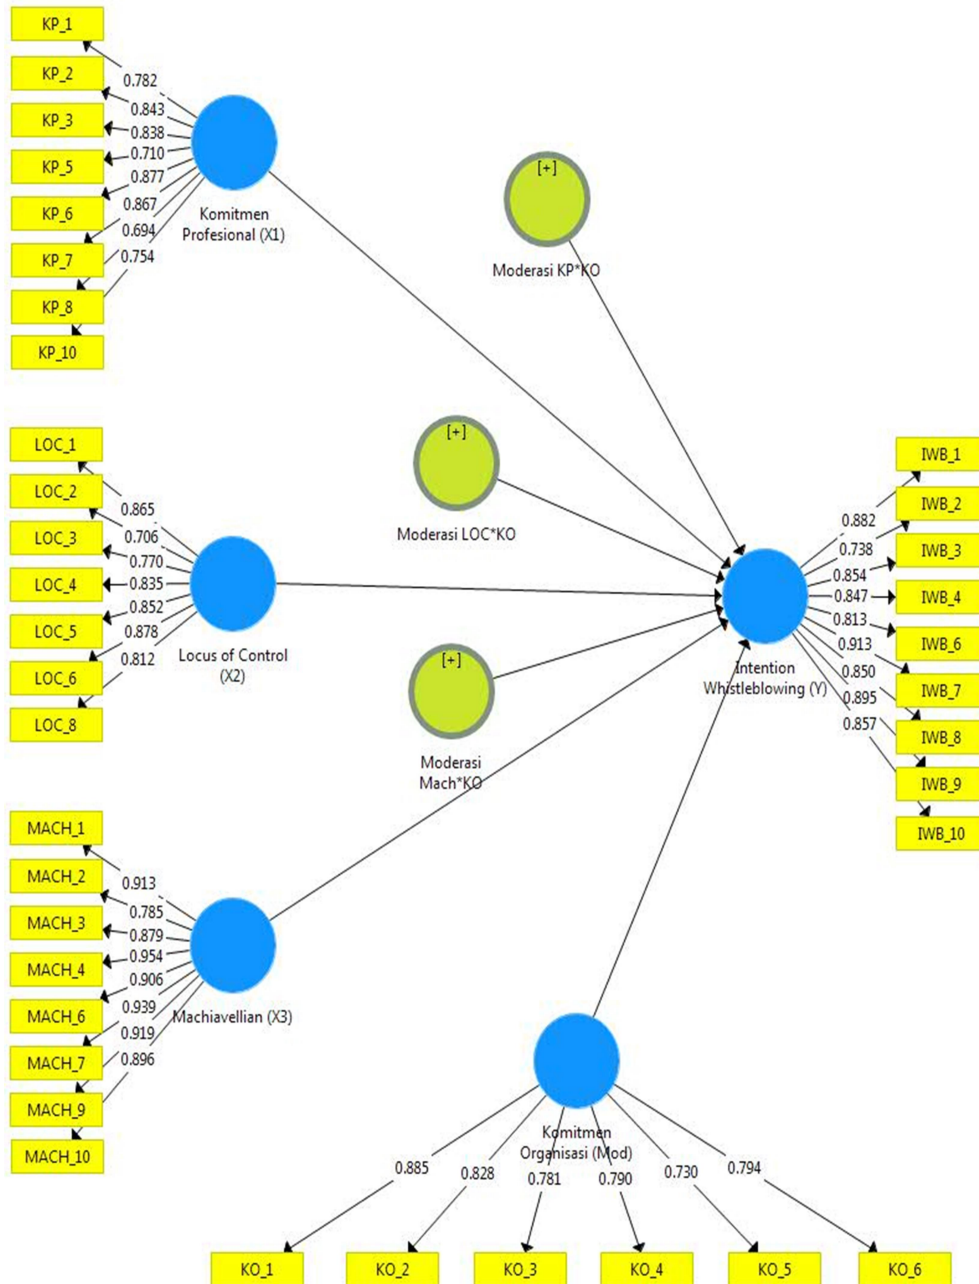 KP_1
KP_2
KP_3
KP_5
KP_6
KP_7
KP_8
KP_10
0.782
0.843
0.838
0.710
0.877
0.867
0.694
0.754
Komitmen
Profesional (X1)
[+]
Moderasi KP*KO
LOC_1
LOC_2
LOC_3
LOC_4
LOC_5
LOC_6
LOC_8
0.865
0.706
0.770
0.835
0.852
0.878
0.812
Locus of Control
(X2)
[+]
Moderasi LOC*KO
[+]
Moderasi
Mach*KO
Intention
Whistleblowing (Y)
0.882
0.738
0.854
0.847
0.813
0.913
0.850
0.895
0.857
IWB_1
IWB_2
IWB_3
IWB_4
IWB_6
IWB_7
IWB_8
IWB_9
IWB_10
MACH_1
MACH_2
MACH_3
MACH_4
MACH_6
MACH_7
MACH_9
MACH_10
0.913
0.785
0.879
0.954
0.906
0.939
0.919
0.896
Machiavellian (X3)
Komitmen
Organisasi (Mod)
0.885
0.828
0.781
0.790
0.730
0.794
KO_1
KO_2
KO_3
KO_4
KO_5
KO_6